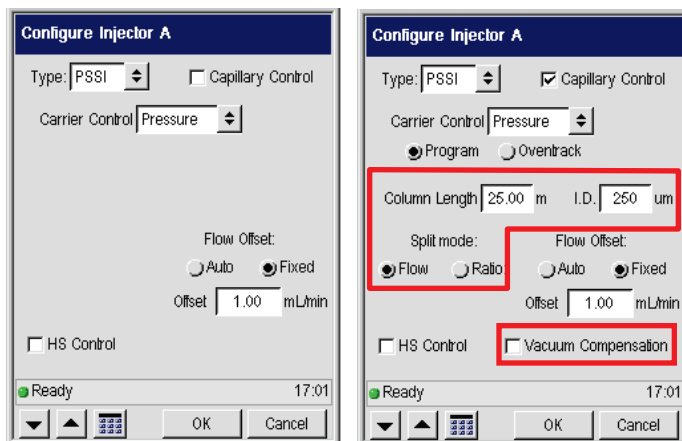 Configure Injector A
Type: PSSI Capillary Control
Carrier Control Pressure
Flow Offset:
Auto Fixed
Offset 1.00 mL/min
HS Control
Ready 17:01
OK Cancel
Configure Injector A
Type: PSSI Capillary Control
Carrier Control Pressure
Program Oventrack
Column Length 25.00 m I.D. 250 um
Split mode: Flow Offset:
Flow Ratio Auto Fixed
Offset 1.00 mL/min
HS Control Vacuum Compensation
Ready 17:01
OK Cancel